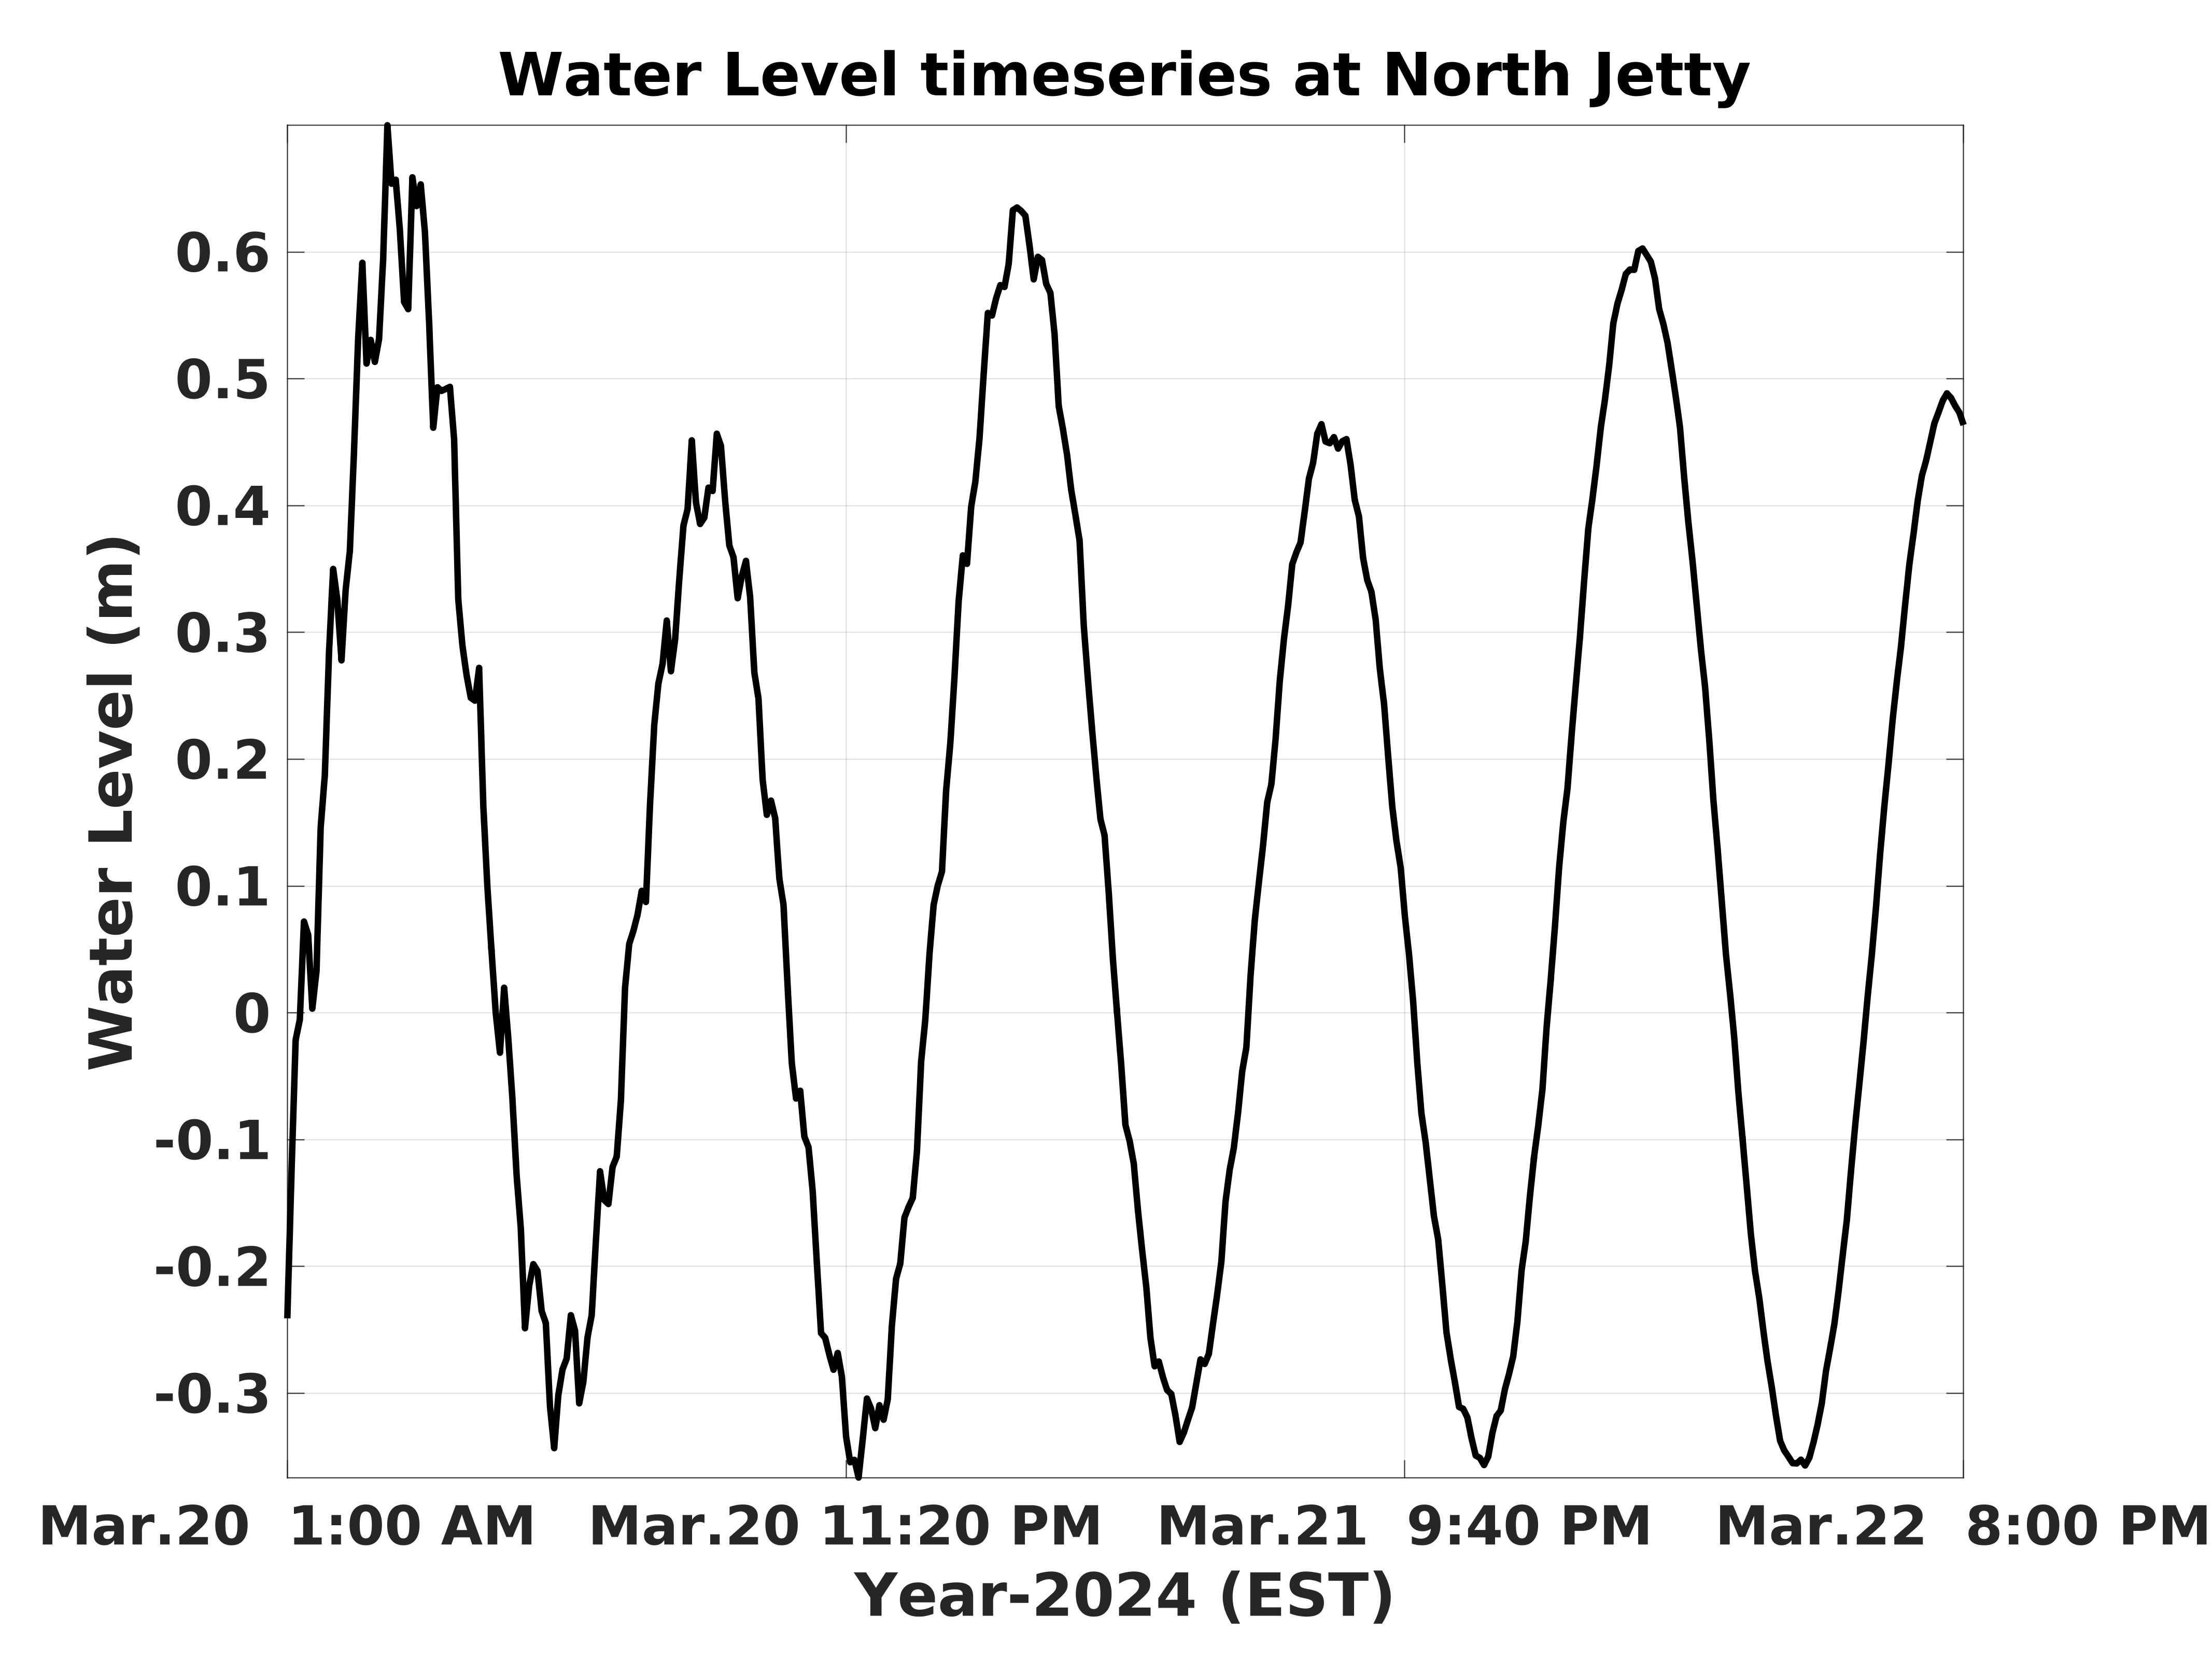 Water Level timeseries at North Jetty
Water Level (m)
0.6
0.5
0.4
0.3
0.2
0.1
0
-0.1
-0.2
-0.3
Mar.20 1:00 AM Mar.20 11:20 PM Mar.21 9:40 PM Mar.22 8:00 PM
Year-2024 (EST)